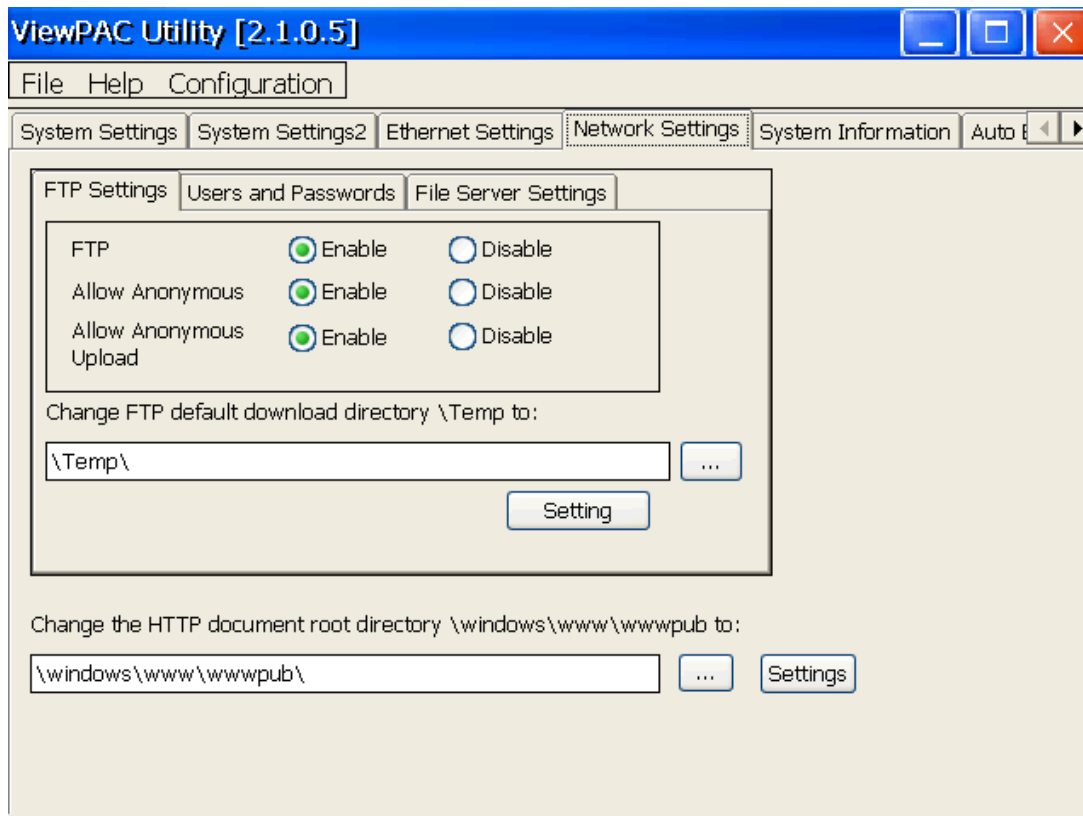 ViewPAC Utility [2.1.0.5]
File Help Configuration
System Settings System Settings2 Ethernet Settings Network Settings System Information Auto
FTP Settings Users and Passwords File Server Settings
FTP Enable Disable
Allow Anonymous Enable Disable
Allow Anonymous Upload Enable Disable
Change FTP default download directory \Temp to:
\Temp\ ...
Setting
Change the HTTP document root directory \windows\www\wwwpub to:
\windows\www\wwwpub\ ... Settings